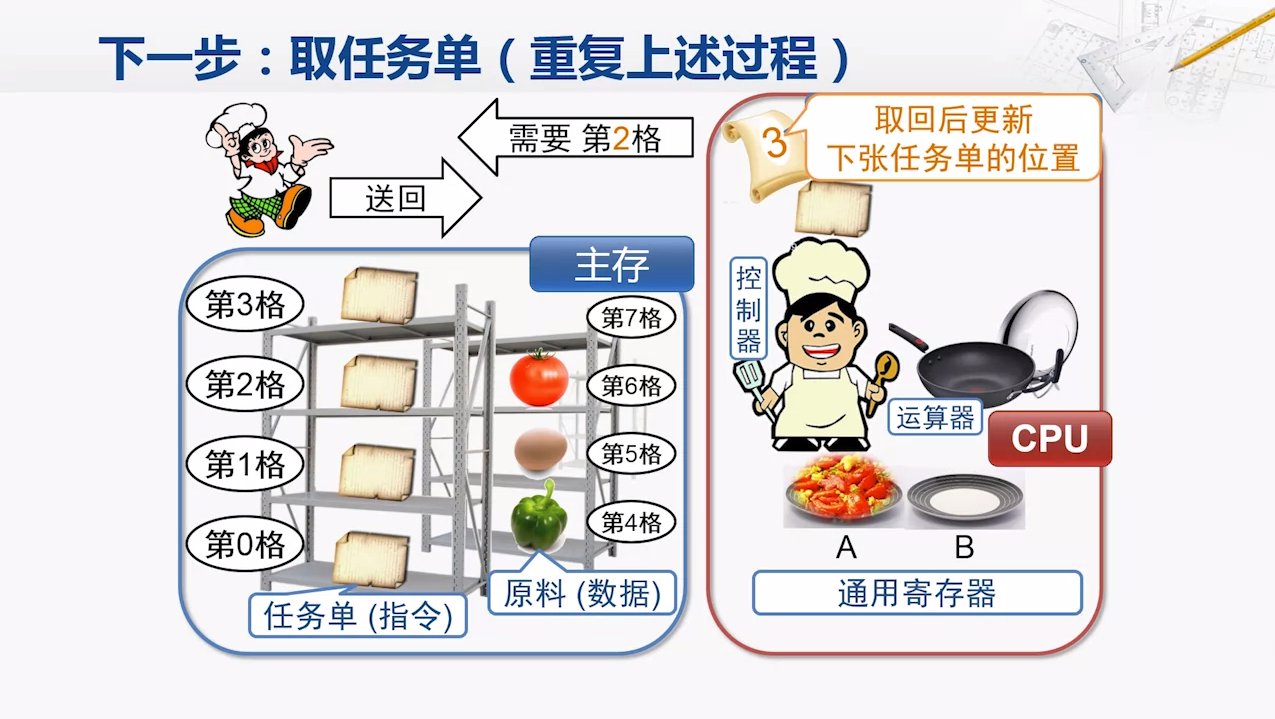 下一步：取任务单（重复上述过程）
需要 第2格
送回
3
取回后更新
下张任务单的位置
主存
控制器
第3格
第7格
第2格
第6格
第1格
第5格
第0格
第4格
运算器
CPU
A
B
任务单 (指令)
原料 (数据)
通用寄存器